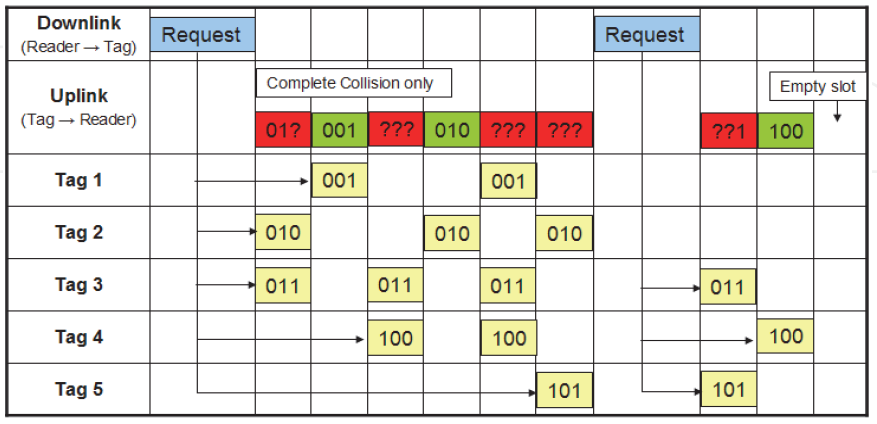 Downlink
(Reader → Tag)
Request
Request
Uplink
(Tag → Reader)
Complete Collision only
Empty slot
01? 001 ??? 010 ??? ??? ??1 100
Tag 1 001 001
Tag 2 010 010 010
Tag 3 011 011 011 011
Tag 4 100 100 100
Tag 5 101 101